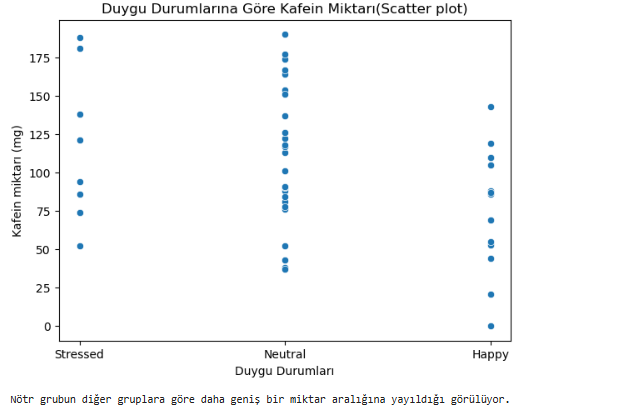 Duygu Durumlarına Göre Kafein Miktarı(Scatter plot)
Kafein miktarı (mg)
175
150
125
100
75
50
25
0
Stressed Neutral Happy
Duygu Durumları
Nötr grubun diğer gruplara göre daha geniş bir miktar aralığına yayıldığı görülüyor.